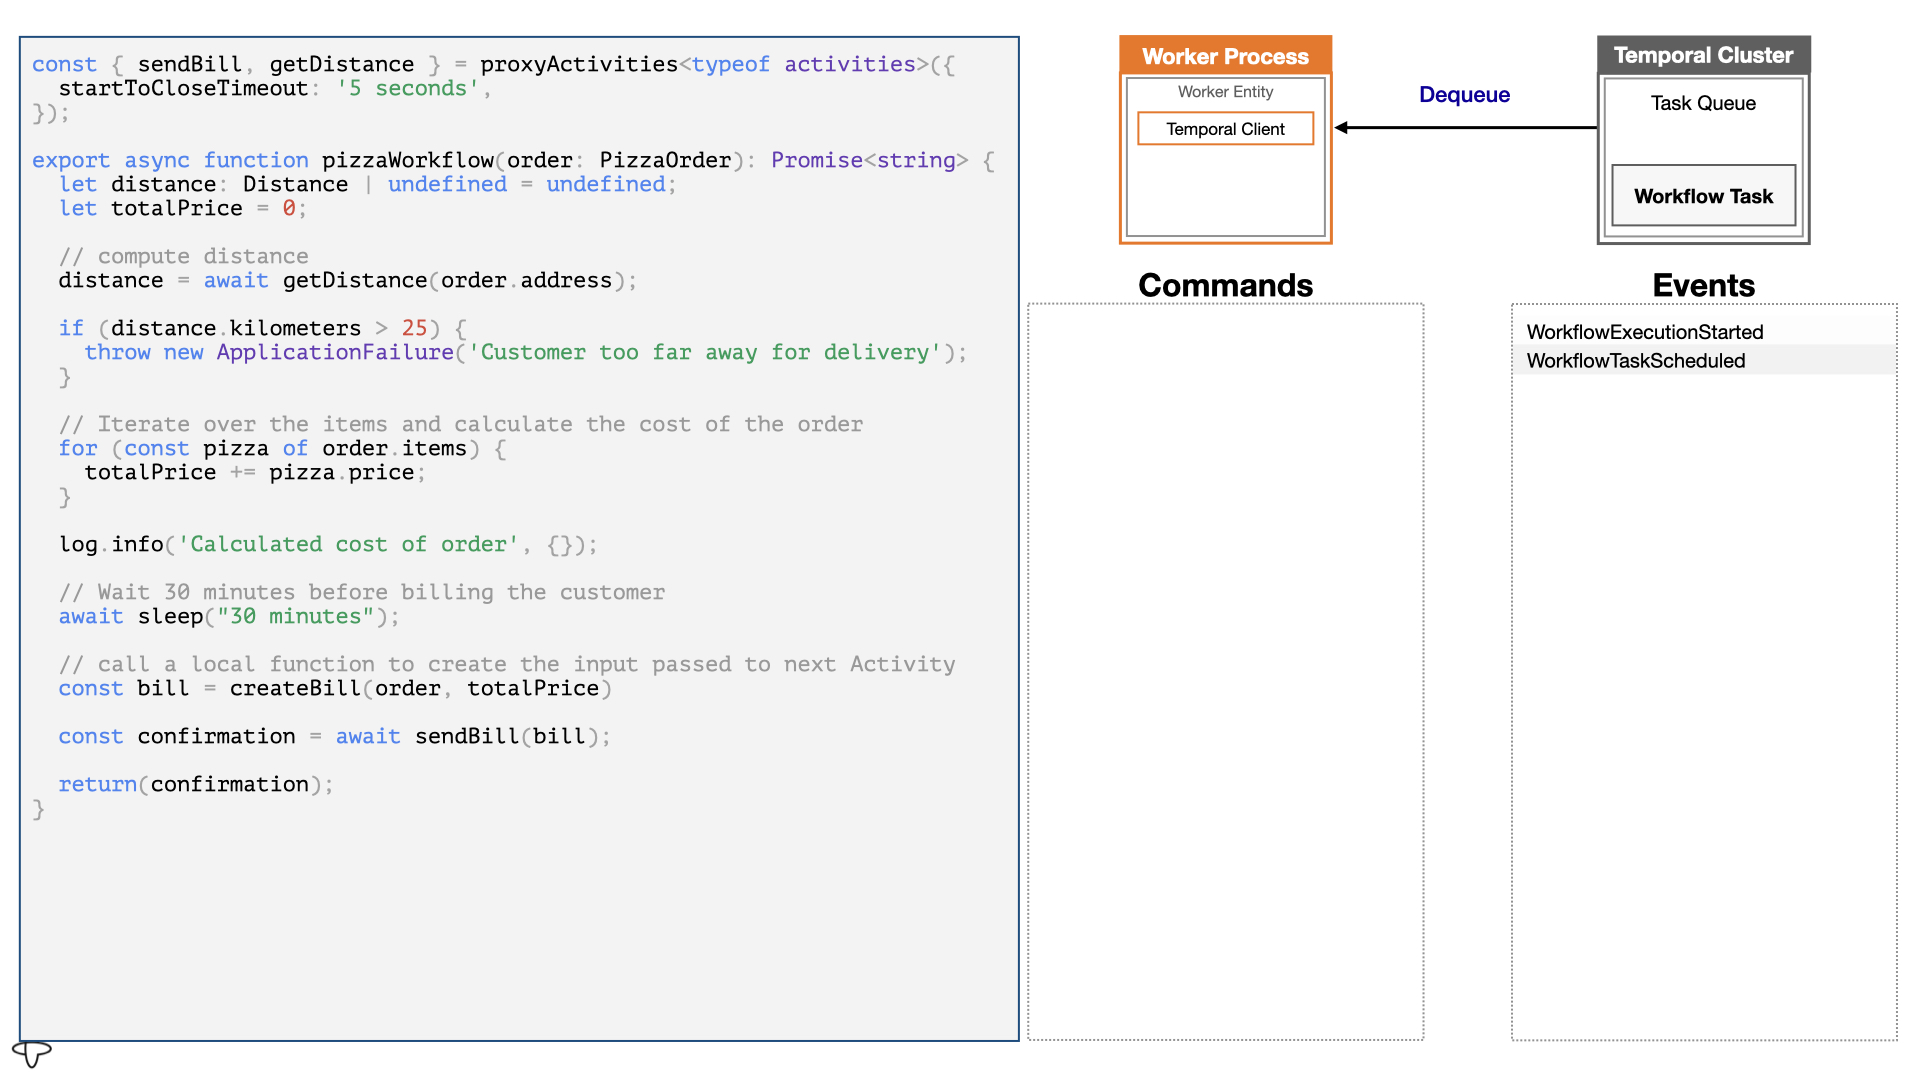 const { sendBill, getDistance } = proxyActivities<typeof activities>({
  startToCloseTimeout: '5 seconds',
});
export async function pizzaWorkflow(order: PizzaOrder): Promise<string> {
  let distance: Distance | undefined = undefined;
  let totalPrice = 0;
  // compute distance
  distance = await getDistance(order.address);
  if (distance.kilometers > 25) {
    throw new ApplicationFailure('Customer too far away for delivery');
  }
  // Iterate over the items and calculate the cost of the order
  for (const pizza of order.items) {
    totalPrice += pizza.price;
  }
  log.info('Calculated cost of order', {});
  // Wait 30 minutes before billing the customer
  await sleep("30 minutes");
  // call a local function to create the input passed to next Activity
  const bill = createBill(order, totalPrice)
  const confirmation = await sendBill(bill);
  return(confirmation);
}
Worker Process
Worker Entity
Temporal Client
Dequeue
Temporal Cluster
Task Queue
Workflow Task
Commands
Events
WorkflowExecutionStarted
WorkflowTaskScheduled